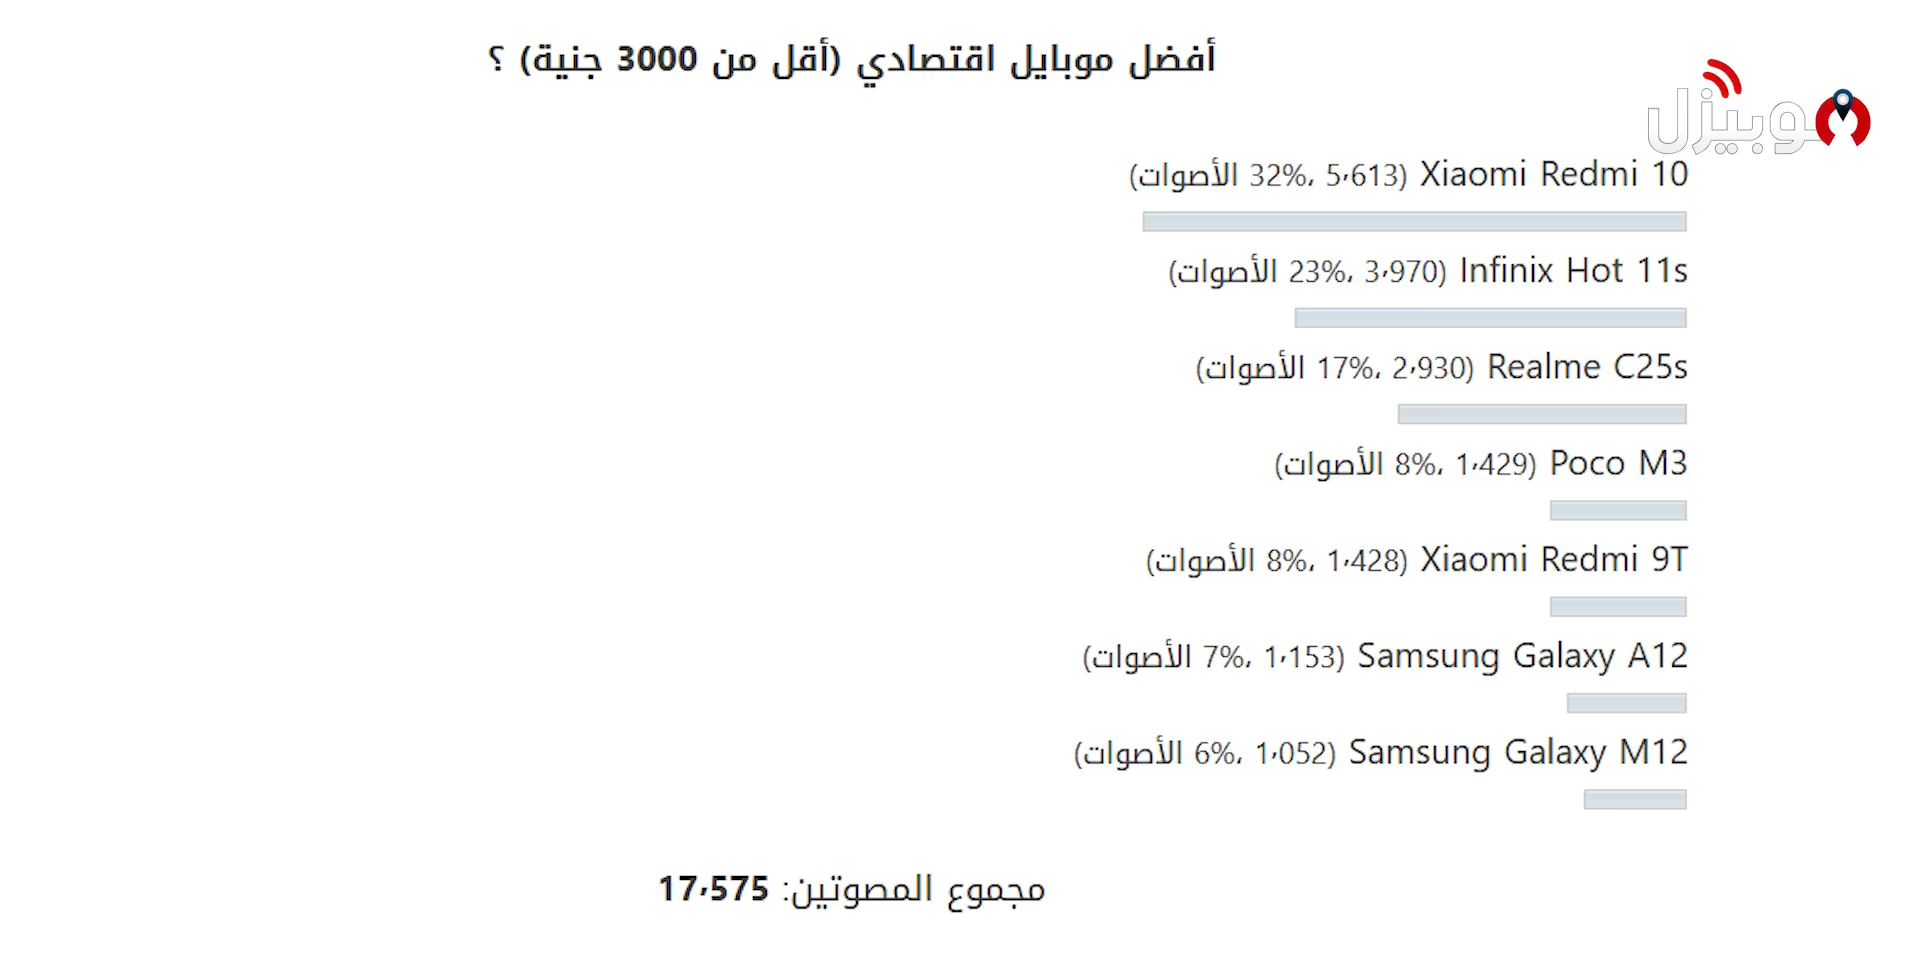 أفضل موبايل اقتصادي (أقل من 3000 جنية) ؟
موبيزل
Xiaomi Redmi 10 (32%، 5،613 الأصوات)
Infinix Hot 11s (23%، 3،970 الأصوات)
Realme C25s (17%، 2،930 الأصوات)
Poco M3 (8%، 1،429 الأصوات)
Xiaomi Redmi 9T (8%، 1،428 الأصوات)
Samsung Galaxy A12 (7%، 1،153 الأصوات)
Samsung Galaxy M12 (6%، 1،052 الأصوات)
مجموع المصوتين: 17،575